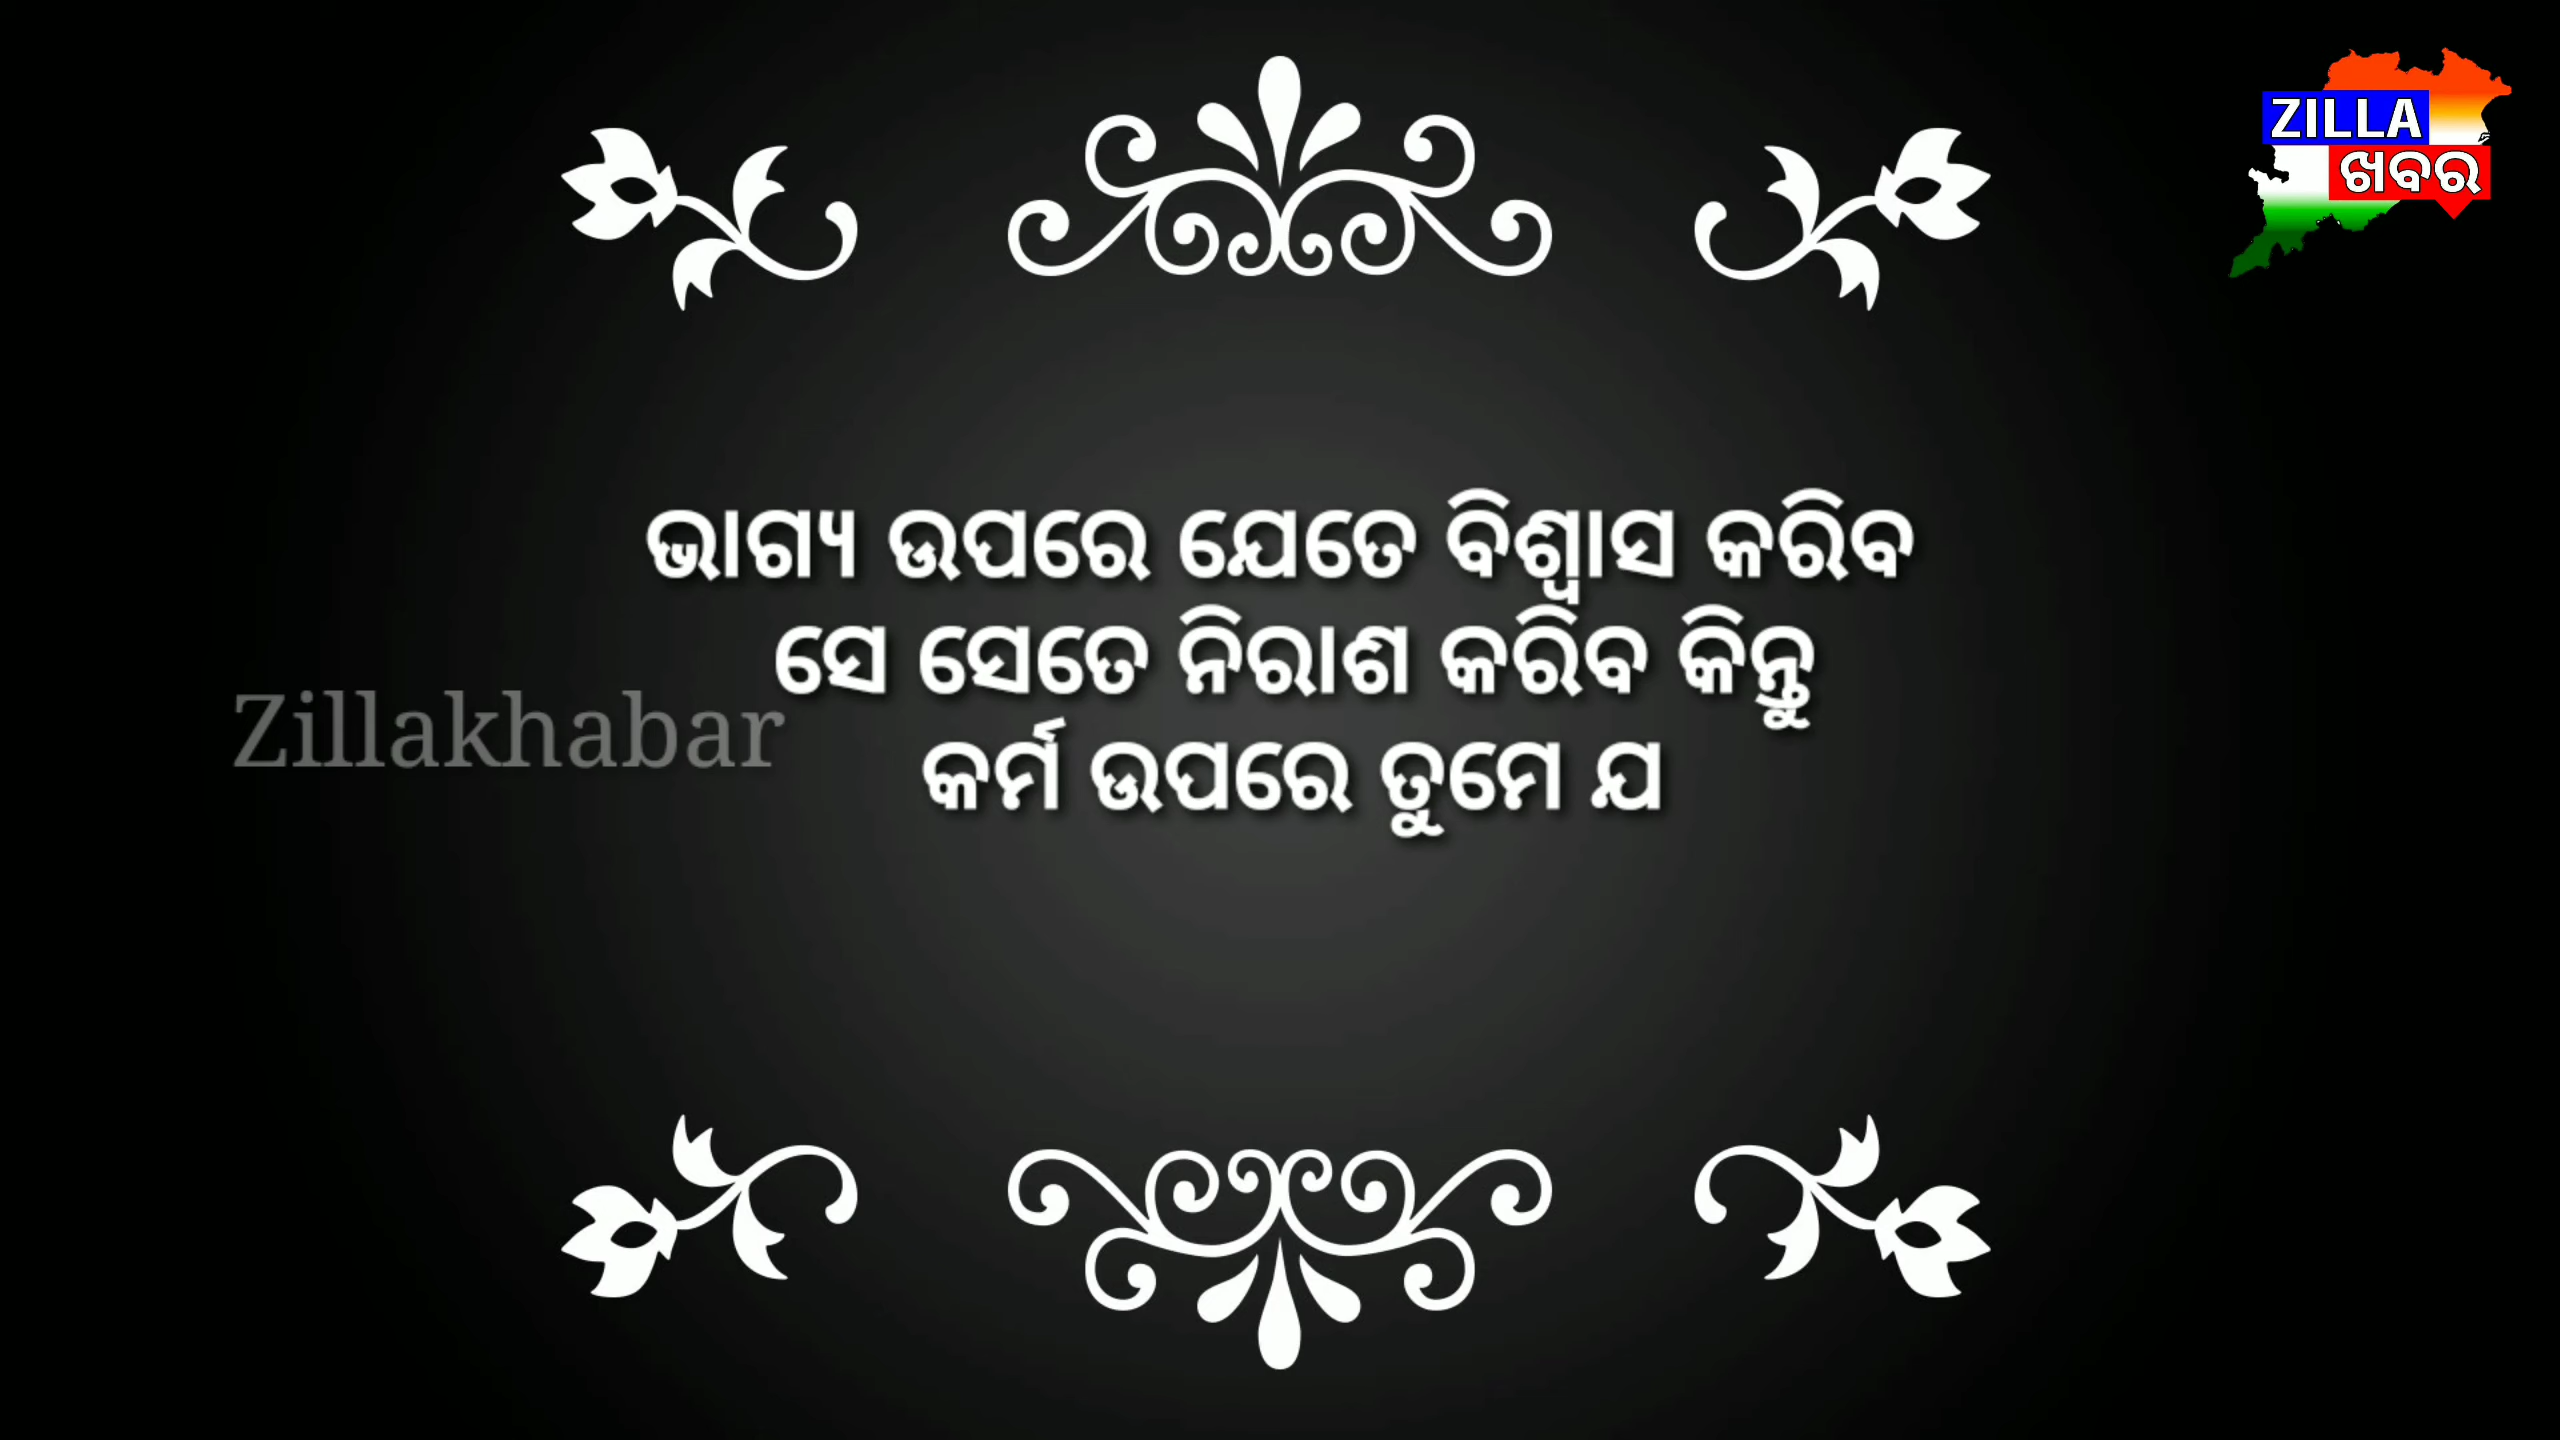 ZILLA
ଖବର
ଭାଗ୍ୟ ଉପରେ ଯେତେ ବିଶ୍ୱାସ କରିବ
ସେ ସେତେ ନିରାଶ କରିବ କିନ୍ତୁ
Zillakhabar
କର୍ମ ଉପରେ ତୁମେ ଯ